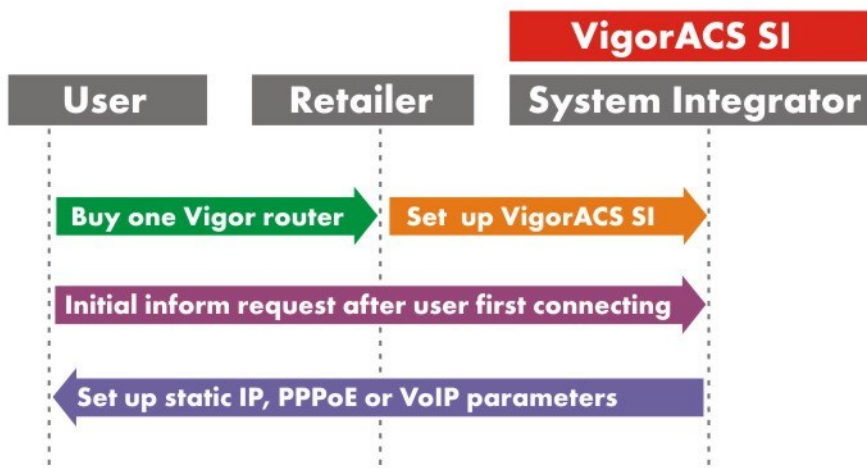 VigorACS SI
User
Retailer
System Integrator
Buy one Vigor router
Set up VigorACS SI
Initial inform request after user first connecting
Set up static IP, PPPoE or VoIP parameters